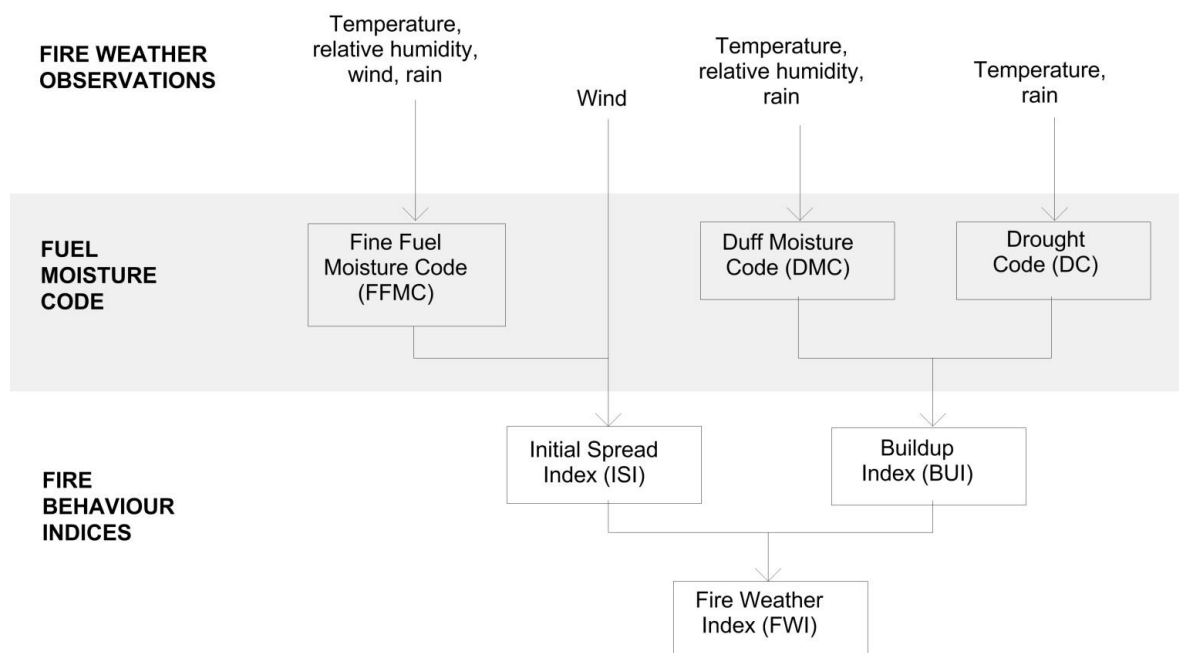 FIRE WEATHER
OBSERVATIONS
Temperature,
relative humidity,
wind, rain
Wind
Temperature,
relative humidity,
rain
Temperature,
rain
FUEL
MOISTURE
CODE
Fine Fuel
Moisture Code
(FFMC)
Duff Moisture
Code (DMC)
Drought
Code (DC)
FIRE
BEHAVIOUR
INDICES
Initial Spread
Index (ISI)
Buildup
Index (BUI)
Fire Weather
Index (FWI)